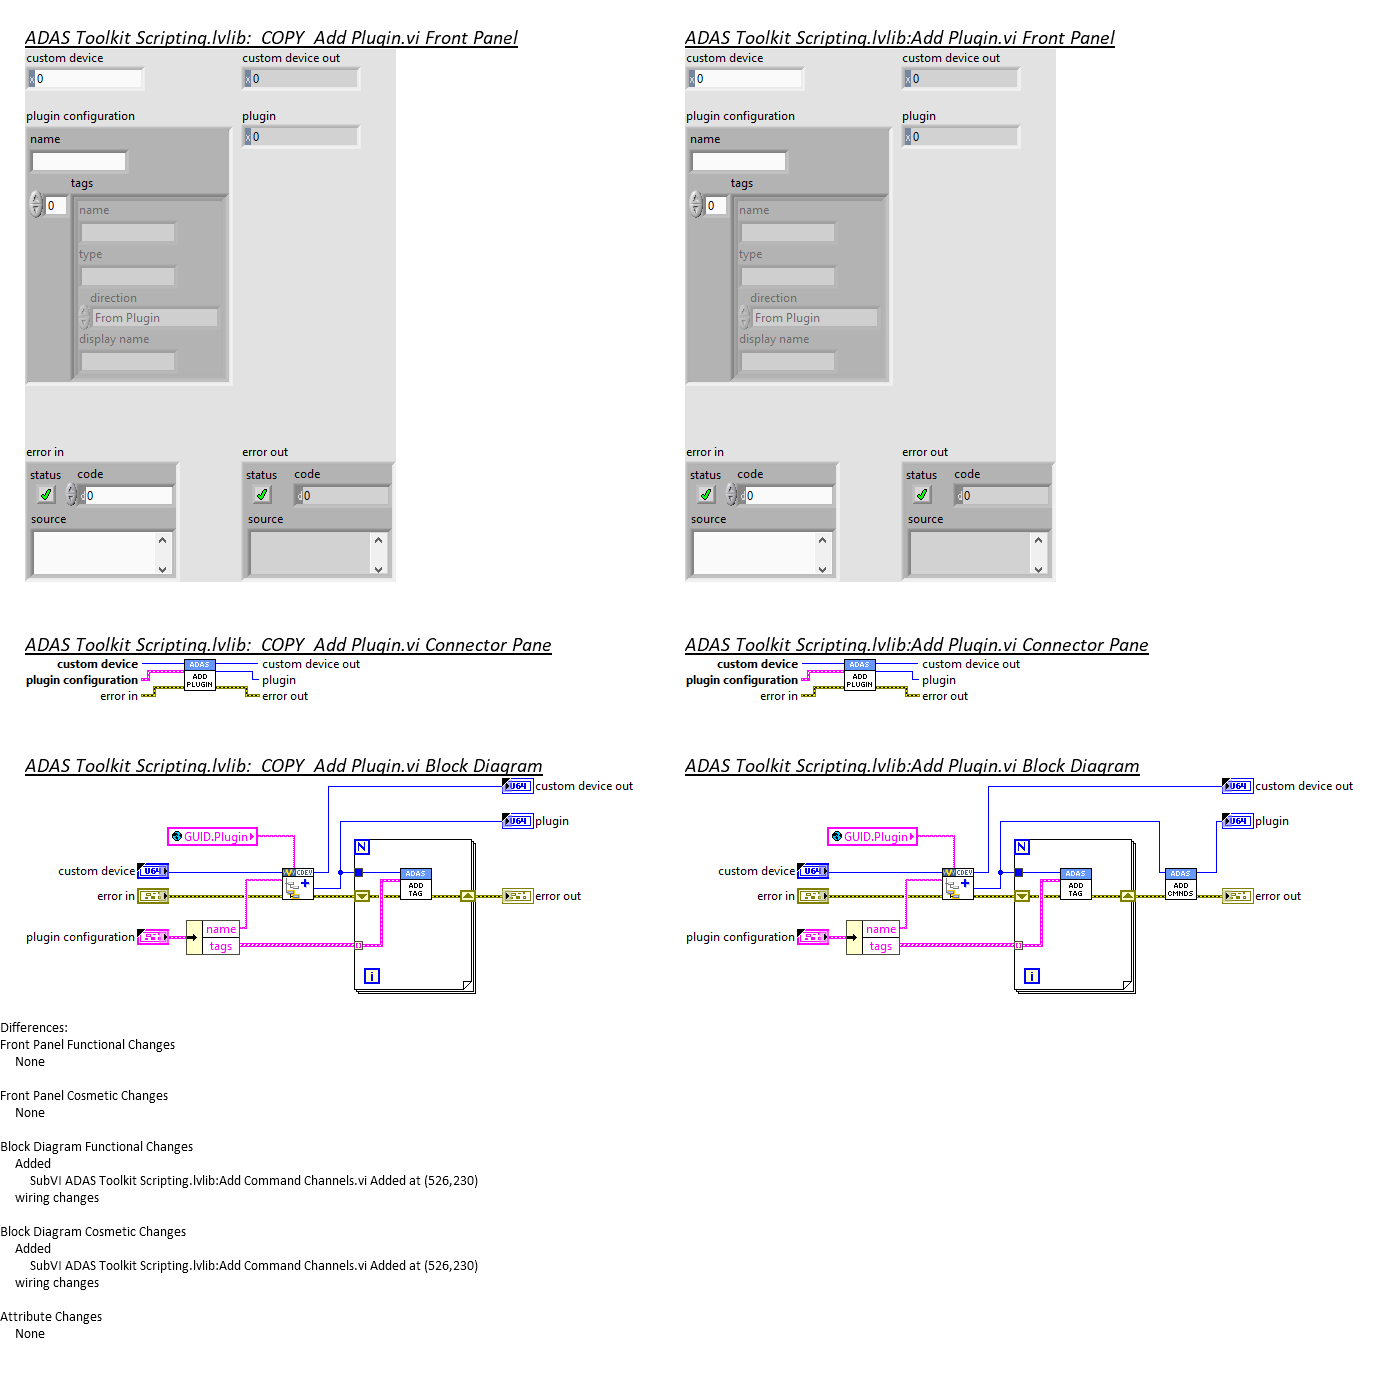 ADAS Toolkit Scripting.lvlib:_COPY_Add Plugin.vi Front Panel
custom device
custom device out
x 0
x 0
plugin configuration
plugin
name
x 0
tags
0
name
type
direction
From Plugin
display name
error in
error out
status
code
status
code
d 0
d 0
source
source
ADAS Toolkit Scripting.lvlib:Add Plugin.vi Front Panel
custom device
custom device out
x 0
x 0
plugin configuration
plugin
name
x 0
tags
0
name
type
direction
From Plugin
display name
error in
error out
status
code
status
code
d 0
d 0
source
source
ADAS Toolkit Scripting.lvlib:_COPY_Add Plugin.vi Connector Pane
custom device
ADAS
custom device out
plugin configuration
ADD
PLUGIN
plugin
error in
error out
ADAS Toolkit Scripting.lvlib:Add Plugin.vi Connector Pane
custom device
ADAS
custom device out
plugin configuration
ADD
PLUGIN
plugin
error in
error out
ADAS Toolkit Scripting.lvlib:_COPY_Add Plugin.vi Block Diagram
U64 custom device out
U64 plugin
GUID.Plugin
N
custom device U64
CDEV
ADAS
ADD
TAG
error in
error out
plugin configuration
name
tags
i
ADAS Toolkit Scripting.lvlib:Add Plugin.vi Block Diagram
U64 custom device out
U64 plugin
GUID.Plugin
N
custom device U64
CDEV
ADAS
ADD
TAG
ADAS
ADD
CMNDS
error in
error out
plugin configuration
name
tags
i
Differences:
Front Panel Functional Changes
None
Front Panel Cosmetic Changes
None
Block Diagram Functional Changes
Added
SubVI ADAS Toolkit Scripting.lvlib:Add Command Channels.vi Added at (526,230)
wiring changes
Block Diagram Cosmetic Changes
Added
SubVI ADAS Toolkit Scripting.lvlib:Add Command Channels.vi Added at (526,230)
wiring changes
Attribute Changes
None